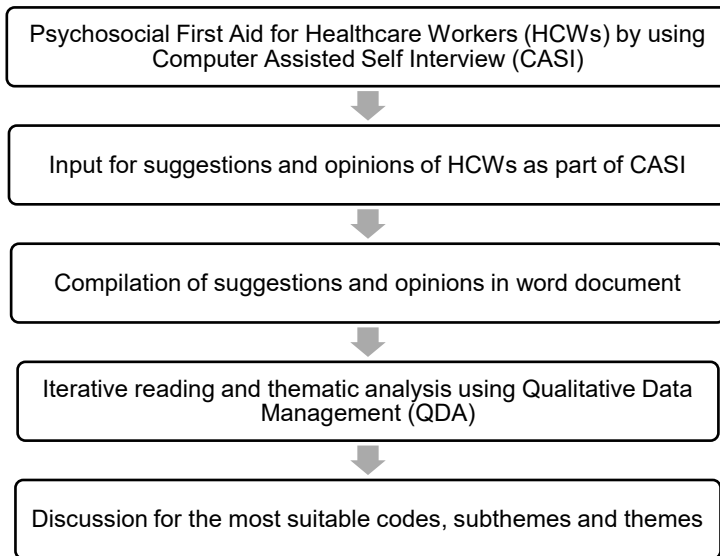 Psychosocial First Aid for Healthcare Workers (HCWs) by using
Computer Assisted Self Interview (CASI)
Input for suggestions and opinions of HCWs as part of CASI
Compilation of suggestions and opinions in word document
Iterative reading and thematic analysis using Qualitative Data
Management (QDA)
Discussion for the most suitable codes, subthemes and themes